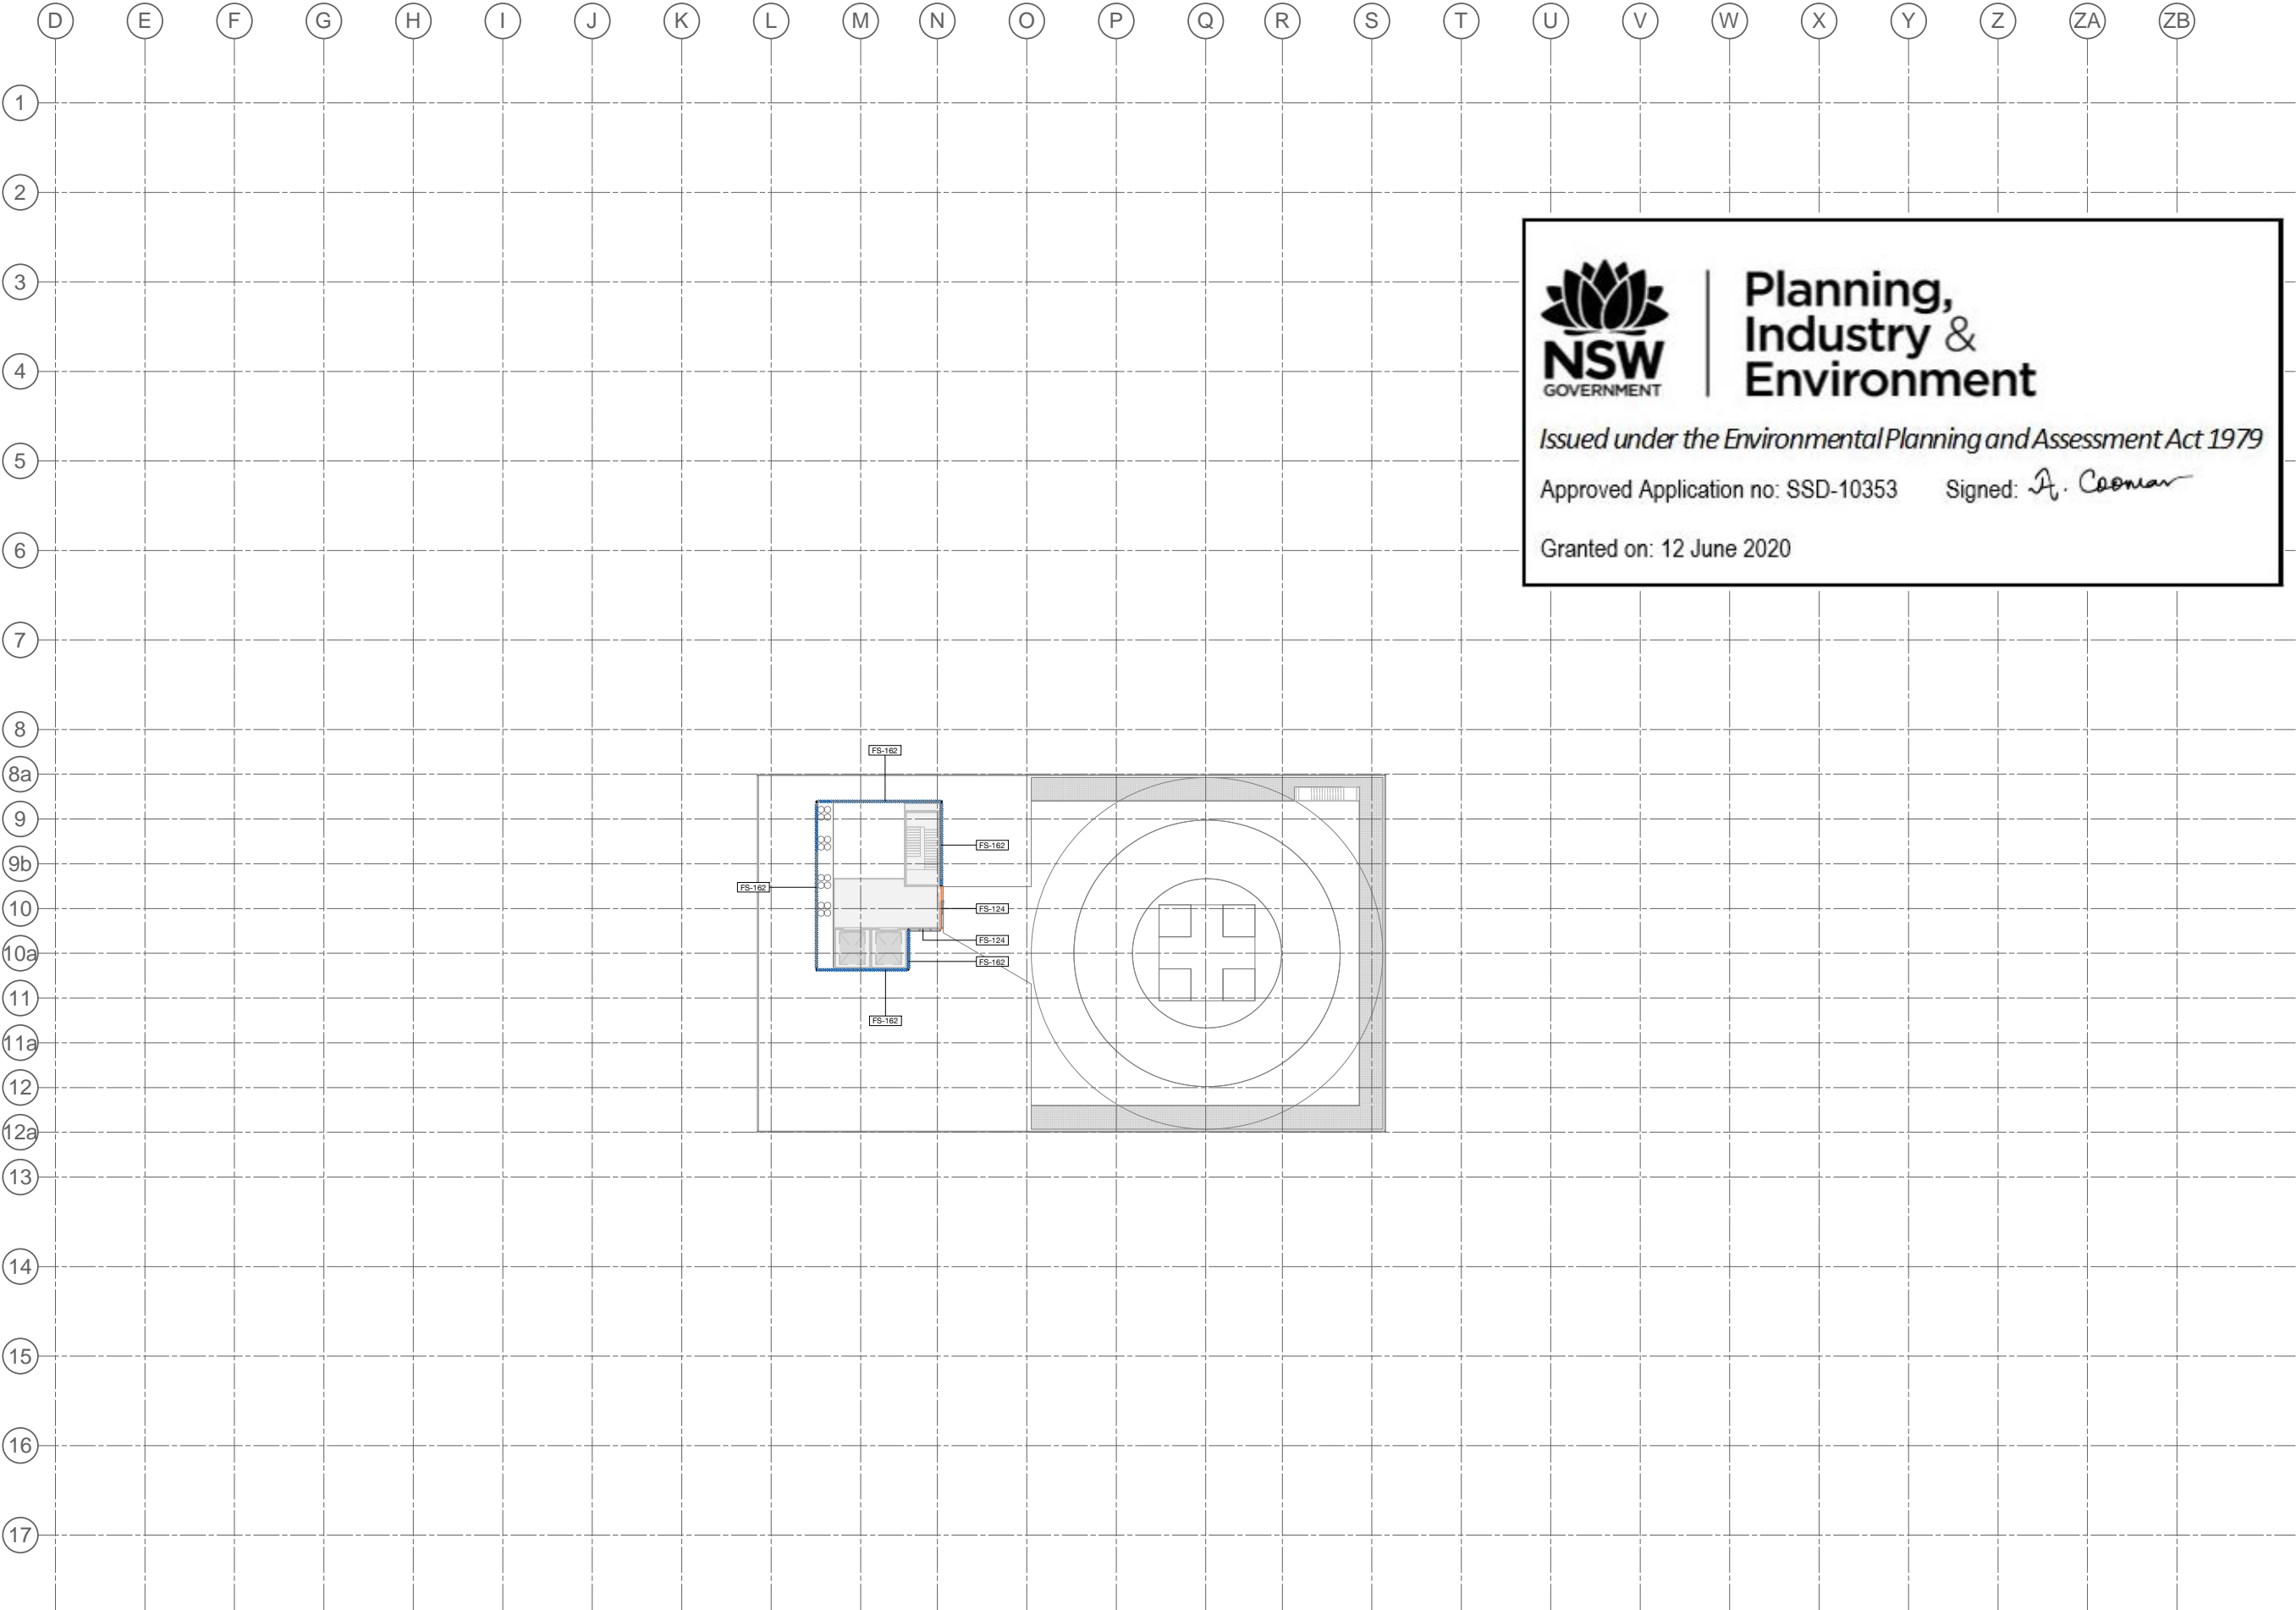 D E F G H I J K L M N O P Q R S T U V W X Y Z ZA ZB
1
2
3
4
5
6
7
8
8a
9
9b
10
10a
11
11a
12
12a
13
14
15
16
17
NSW
GOVERNMENT
Planning,
Industry &
Environment
Issued under the Environmental Planning and Assessment Act 1979
Approved Application no: SSD-10353 Signed: A. Coomar
Granted on: 12 June 2020
FS-162
FS-162
FS-162
FS-124
FS-124
FS-162
FS-162